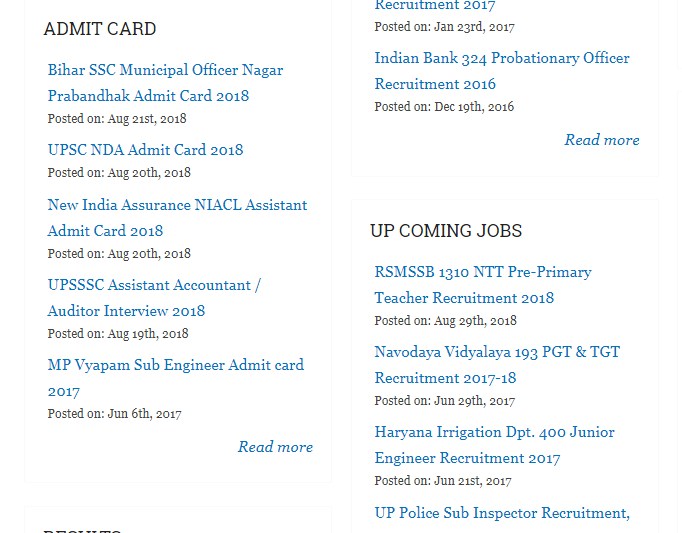 ADMIT CARD
Bihar SSC Municipal Officer Nagar
Prabandhak Admit Card 2018
Posted on: Aug 21st, 2018
UPSC NDA Admit Card 2018
Posted on: Aug 20th, 2018
New India Assurance NIACL Assistant
Admit Card 2018
Posted on: Aug 20th, 2018
UPSSSC Assistant Accountant /
Auditor Interview 2018
Posted on: Aug 19th, 2018
MP Vyapam Sub Engineer Admit card
2017
Posted on: Jun 6th, 2017
Read more
RESULTS
Recruitment 2017
Posted on: Jan 23rd, 2017
Indian Bank 324 Probationary Officer
Recruitment 2016
Posted on: Dec 19th, 2016
Read more
UP COMING JOBS
RSMSSB 1310 NTT Pre-Primary
Teacher Recruitment 2018
Posted on: Aug 29th, 2018
Navodaya Vidyalaya 193 PGT & TGT
Recruitment 2017-18
Posted on: Jun 29th, 2017
Haryana Irrigation Dpt. 400 Junior
Engineer Recruitment 2017
Posted on: Jun 21st, 2017
UP Police Sub Inspector Recruitment,